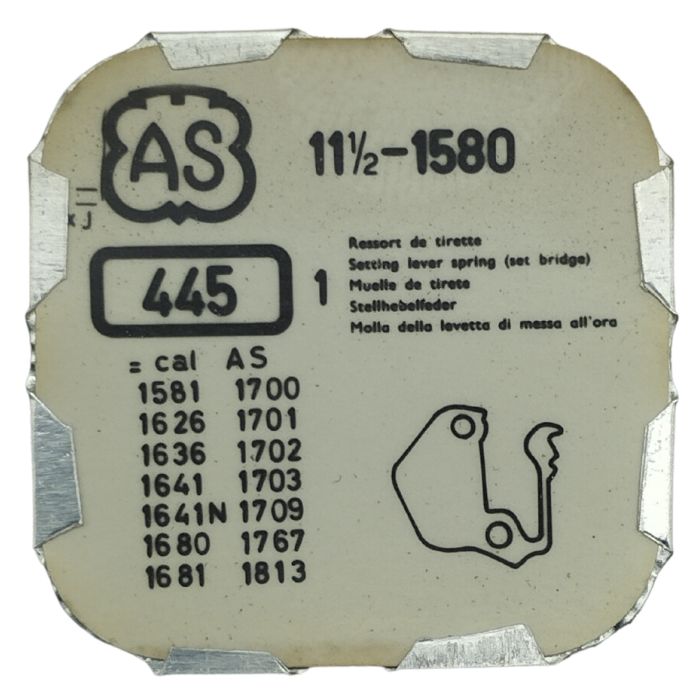 AS
11½-1580
J
445
1
Ressort de tirette
Setting lever spring (set bridge)
Muelle de tirete
Stellhebelfeder
Molla della levetta di messa all'ora
= cal AS
1581 1700
1626 1701
1636 1702
1641 1703
1641N 1709
1680 1767
1681 1813